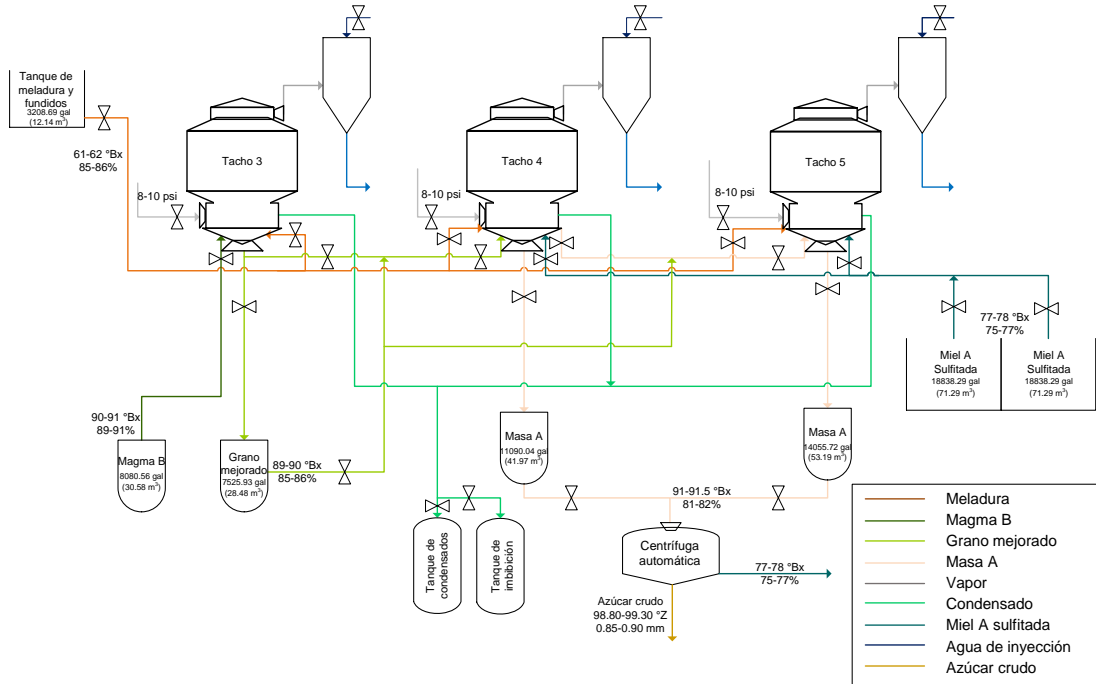 Tanque de
meladura y
fundidos
3208.69 gal
(12.14 m³)
61-62 °Bx
85-86%
Tacho 3
Tacho 4
Tacho 5
8-10 psi
8-10 psi
8-10 psi
77-78 °Bx
75-77%
Miel A
Sulfitada
18838.29 gal
(71.29 m³)
Miel A
Sulfitada
18838.29 gal
(71.29 m³)
90-91 °Bx
89-91%
Magma B
8080.56 gal
(30.58 m³)
Grano
mejorado
7525.93 gal
(28.48 m³)
89-90 °Bx
85-86%
Masa A
11090.04 gal
(41.97 m³)
Masa A
14055.72 gal
(53.19 m³)
91-91.5 °Bx
81-82%
Tanque de
condensados
Tanque de
imbibición
Centrífuga
automática
77-78 °Bx
75-77%
Azúcar crudo
98.80-99.30 °Z
0.85-0.90 mm
Meladura
Magma B
Grano mejorado
Masa A
Vapor
Condensado
Miel A sulfitada
Agua de inyección
Azúcar crudo